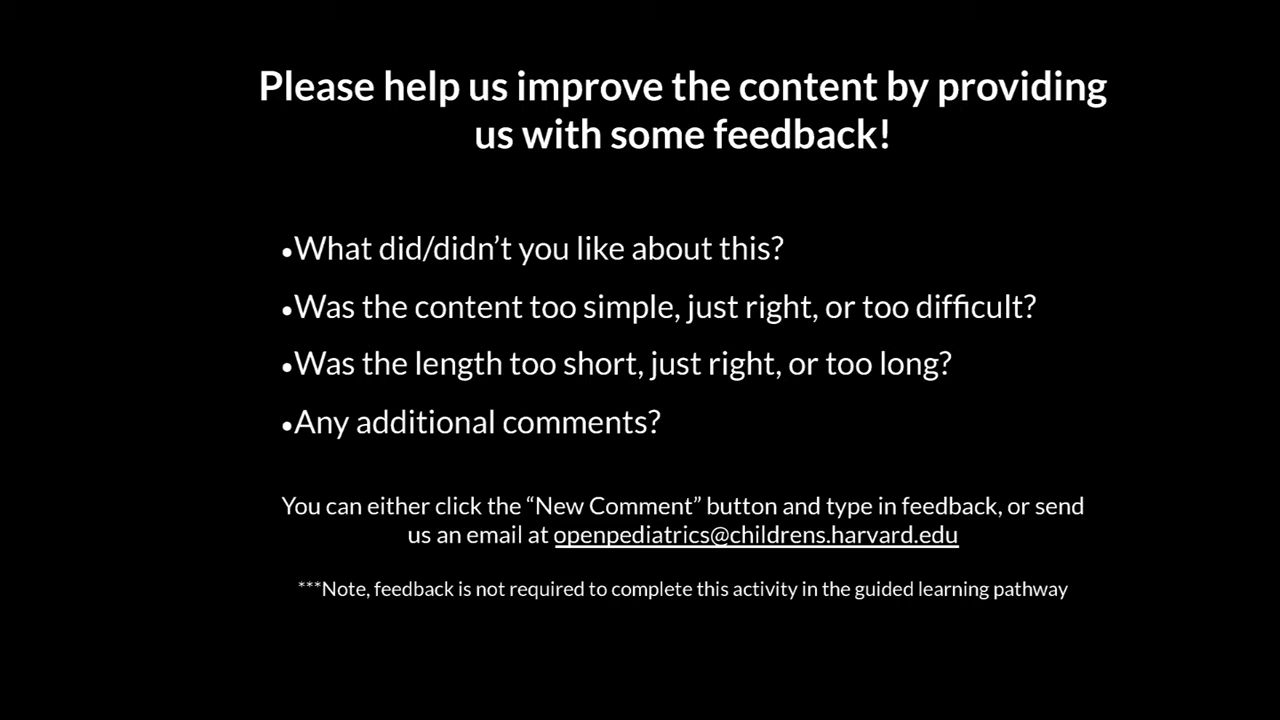 Please help us improve the content by providing
us with some feedback!
•What did/didn’t you like about this?
•Was the content too simple, just right, or too difficult?
•Was the length too short, just right, or too long?
•Any additional comments?
You can either click the “New Comment” button and type in feedback, or send
us an email at openpediatrics@childrens.harvard.edu
***Note, feedback is not required to complete this activity in the guided learning pathway